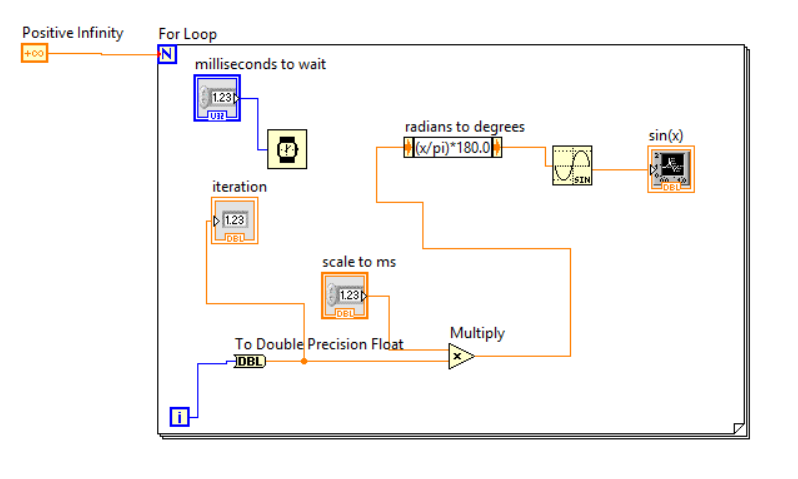 Positive Infinity
For Loop
+∞
N
milliseconds to wait
1.23
U32
radians to degrees
(x/pi)*180.0
sin(x)
SIN
DBL
iteration
1.23
DBL
scale to ms
1.23
DBL
To Double Precision Float
Multiply
DBL
x
i